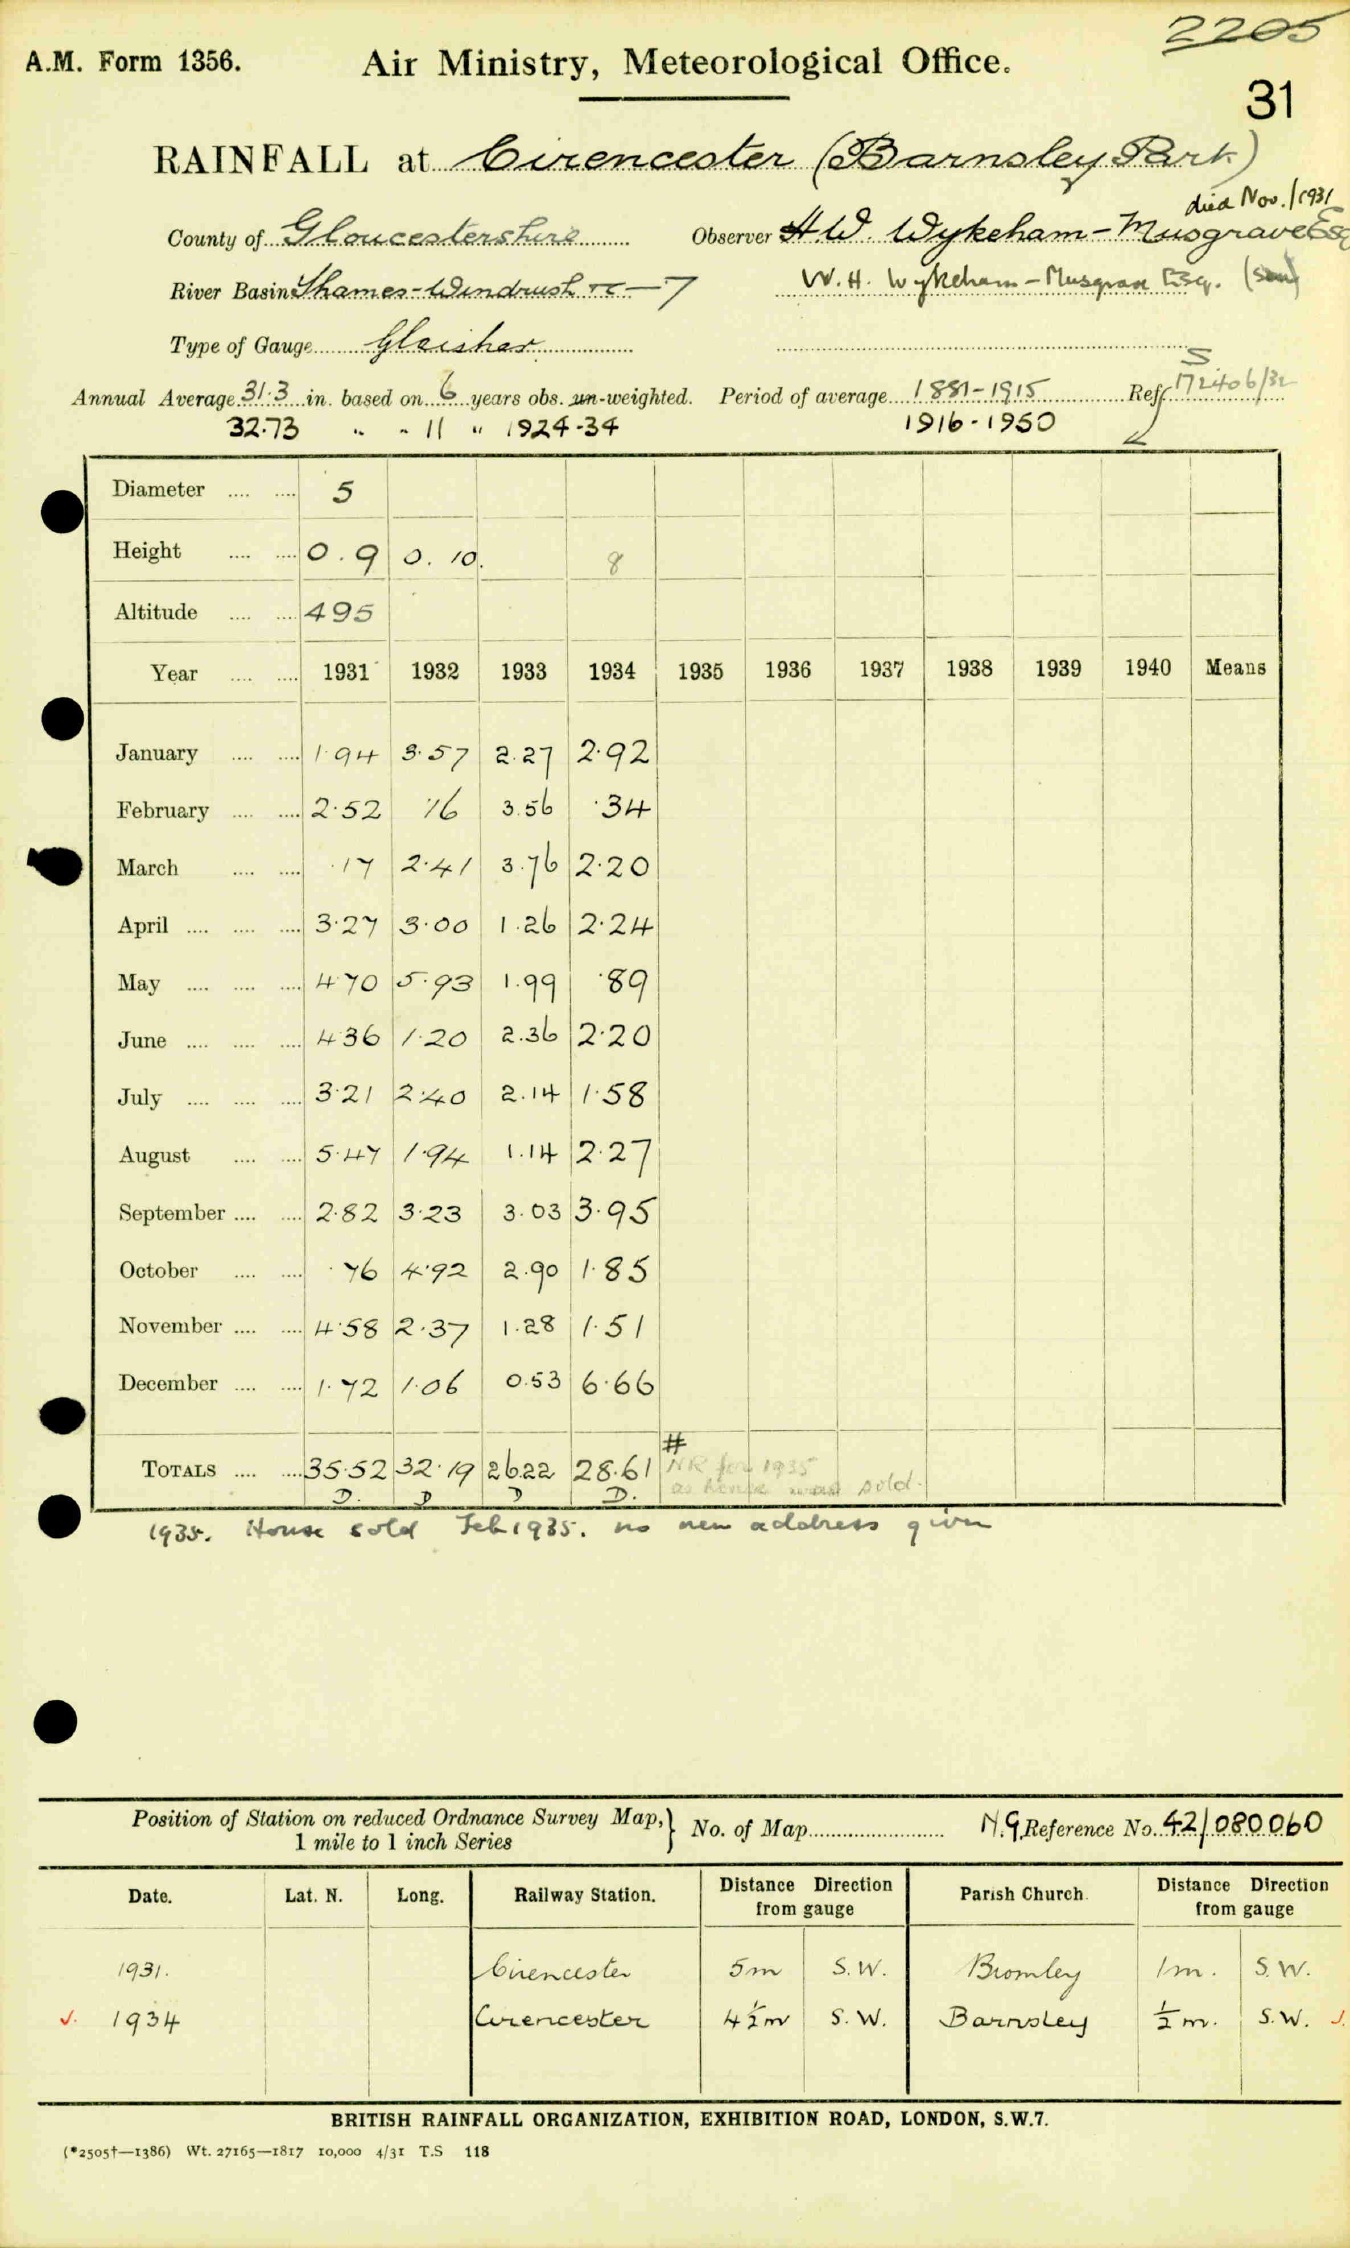 2205
A.M. Form 1356. Air Ministry, Meteorological Office.
31
RAINFALL at Cirencester (Barnsley Park)
died Nov./1931
County of Gloucestershire Observer H.W. Wykeham-Musgrave Esq
River Basin Thames-Windrush W.H. Wykeham-Musgrave Esq. (son)
Type of Gauge Glaisher
S
Annual Average 31.3 in. based on 6 years obs. un-weighted. Period of average 1881-1915 Ref 172406/32
32.73 " " 11 " 1924-34 1916-1950
Diameter .... .... 5
Height .... .... 0.9 0.10. 8
Altitude .... .... 495
Year .... .... 1931 1932 1933 1934 1935 1936 1937 1938 1939 1940 Means
January .... .... 1.94 3.57 2.27 2.92
February .... .... 2.52 .16 3.56 .34
March .... .... .17 2.41 3.76 2.20
April .... .... .... 3.27 3.00 1.26 2.24
May .... .... .... 4.70 5.93 1.99 .89
June .... .... .... 4.36 1.20 2.36 2.20
July .... .... .... 3.21 2.40 2.14 1.58
August .... .... 5.47 1.94 1.14 2.27
September .... .... 2.82 3.23 3.03 3.95
October .... .... .76 4.92 2.90 1.85
November .... .... 4.58 2.37 1.28 1.51
December .... .... 1.72 1.06 0.53 6.66
#
TOTALS .... .... 35.52 32.19 26.22 28.61 NR for 1935
D. D D D. as house was sold.
1935. House sold Feb 1935. no new address given
Position of Station on reduced Ordnance Survey Map,} No. of Map N.G. Reference No. 42/080060
1 mile to 1 inch Series
Date. Lat. N. Long. Railway Station. Distance Direction from gauge Parish Church. Distance Direction from gauge
1931. Cirencester 5m S.W. Bromley 1m. S.W.
✓. 1934 Cirencester 4½m S.W. Barnsley ½m. S.W. ✓.
BRITISH RAINFALL ORGANIZATION, EXHIBITION ROAD, LONDON, S.W.7.
(*2505†—1386) Wt. 27165—1817 10,000 4/31 T.S 118